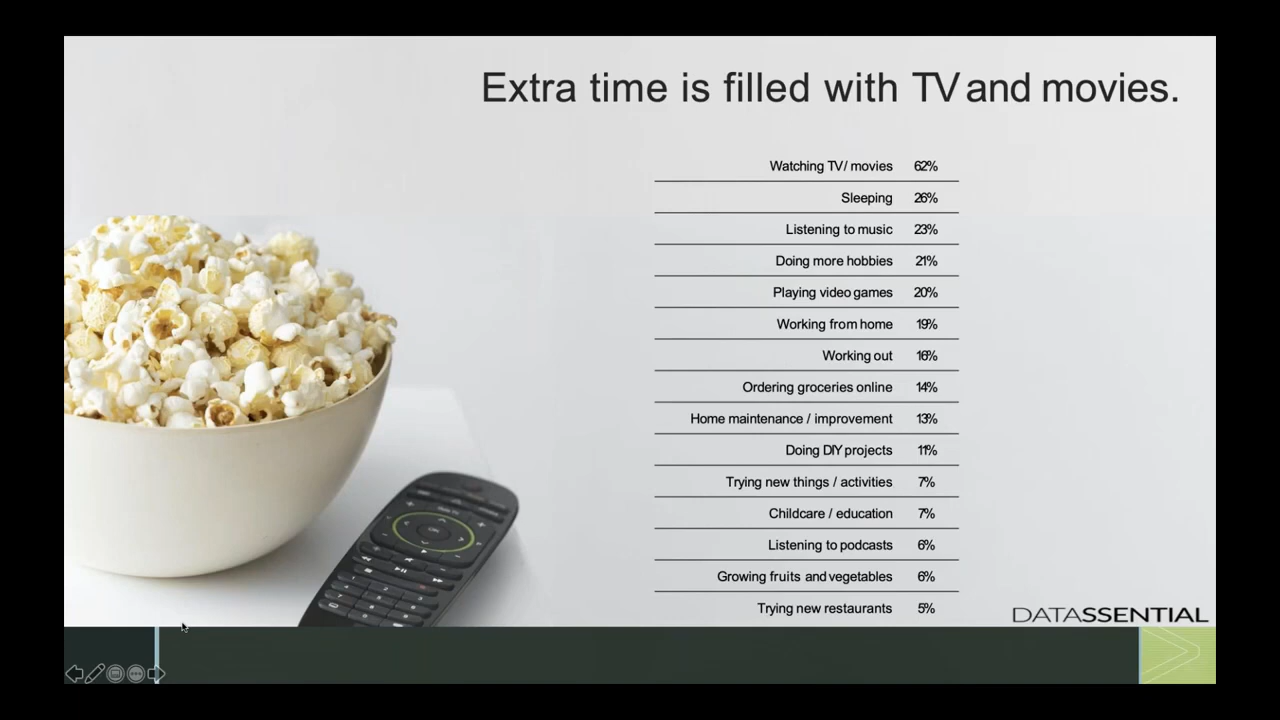 Extra time is filled with TV and movies.
Watching TV/ movies 62%
Sleeping 26%
Listening to music 23%
Doing more hobbies 21%
Playing video games 20%
Working from home 19%
Working out 16%
Ordering groceries online 14%
Home maintenance / improvement 13%
Doing DIY projects 11%
Trying new things / activities 7%
Childcare / education 7%
Listening to podcasts 6%
Growing fruits and vegetables 6%
Trying new restaurants 5%
DATASSENTIAL